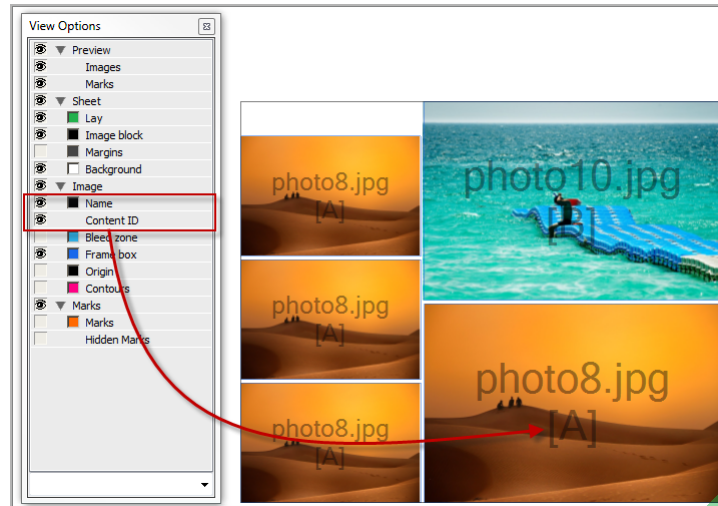 View Options
Preview
Images
Marks
Sheet
Lay
Image block
Margins
Background
Image
Name
Content ID
Bleed zone
Frame box
Origin
Contours
Marks
Marks
Hidden Marks
photo8.jpg
[A]
photo8.jpg
[A]
photo8.jpg
[A]
photo10.jpg
[B]
photo8.jpg
[A]